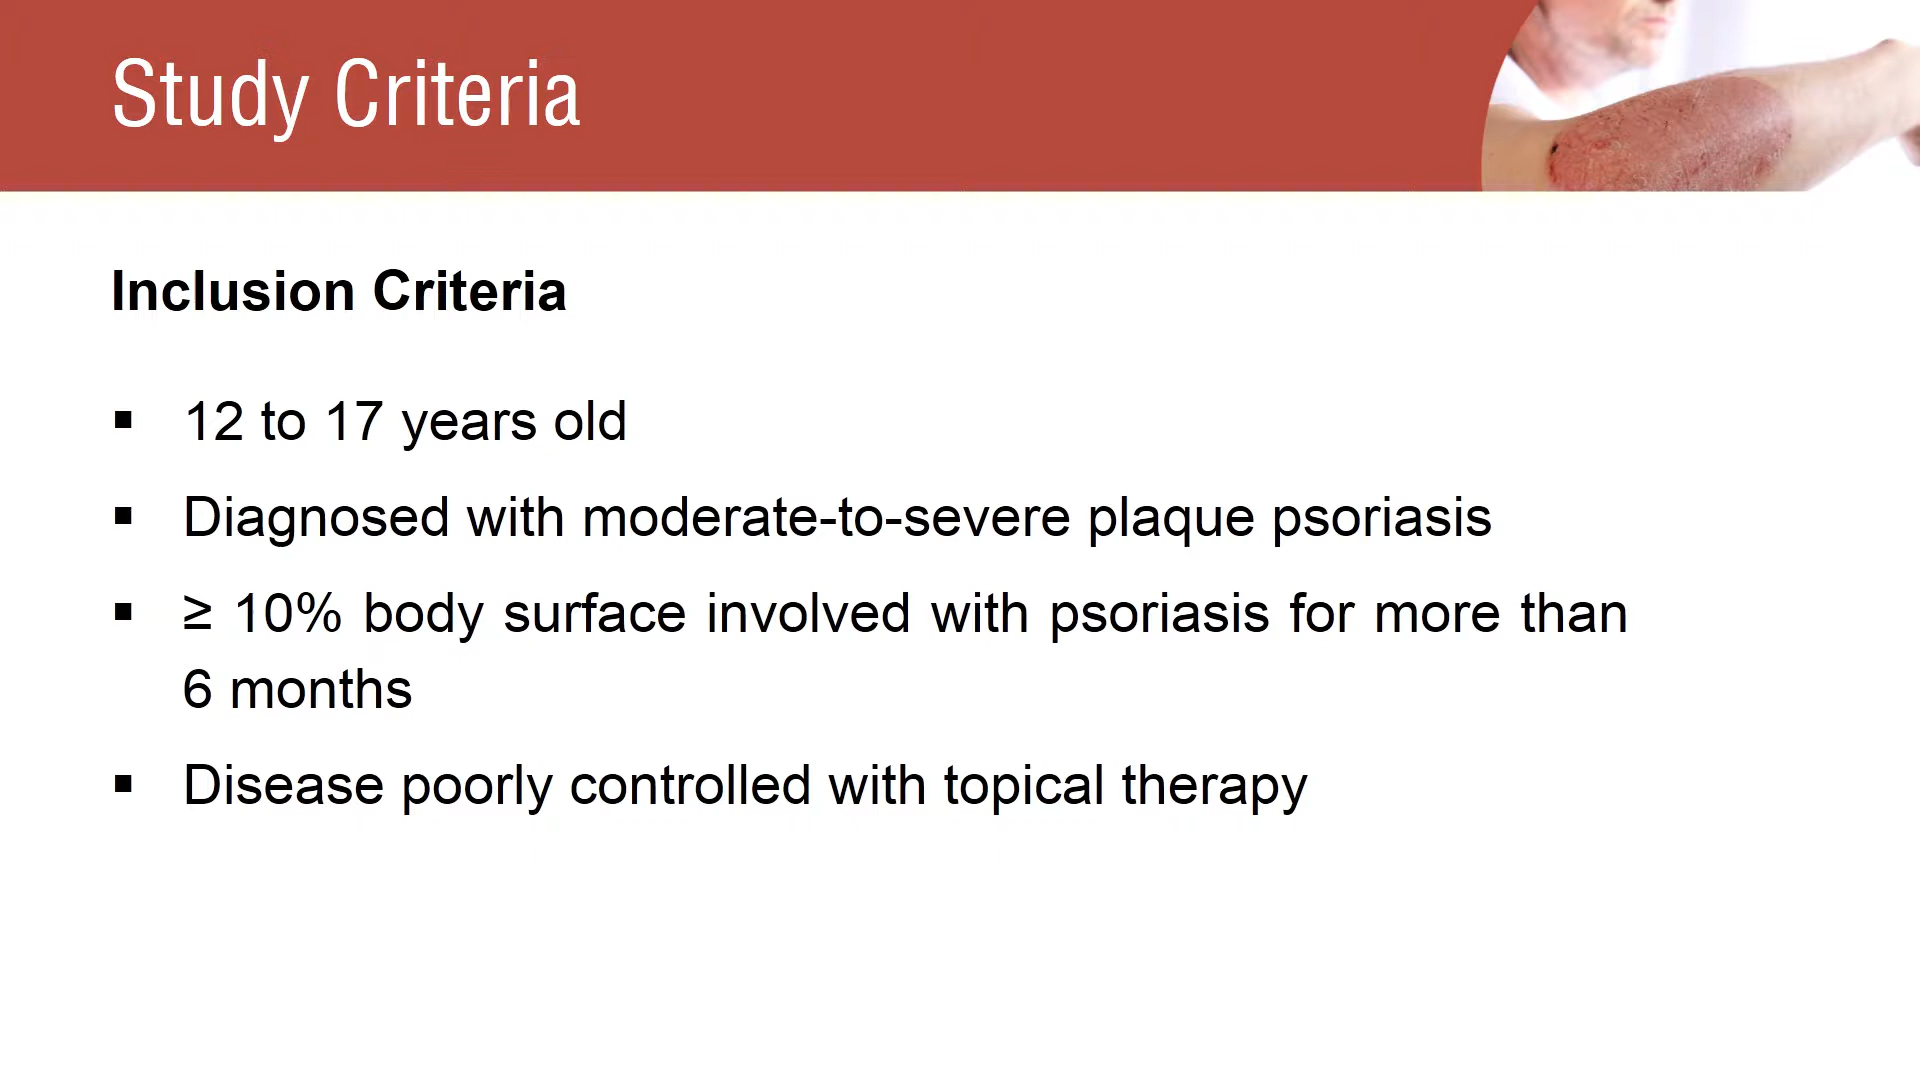 Study Criteria
Inclusion Criteria
▪ 12 to 17 years old
▪ Diagnosed with moderate-to-severe plaque psoriasis
▪ ≥ 10% body surface involved with psoriasis for more than
6 months
▪ Disease poorly controlled with topical therapy